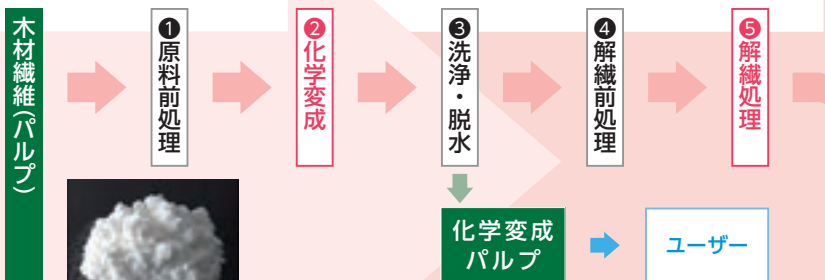 木材繊維(パルプ)
❶原料前処理
❷化学変成
❸洗浄・脱水
❹解繊前処理
❺解繊処理
化学変成
パルプ
ユーザー